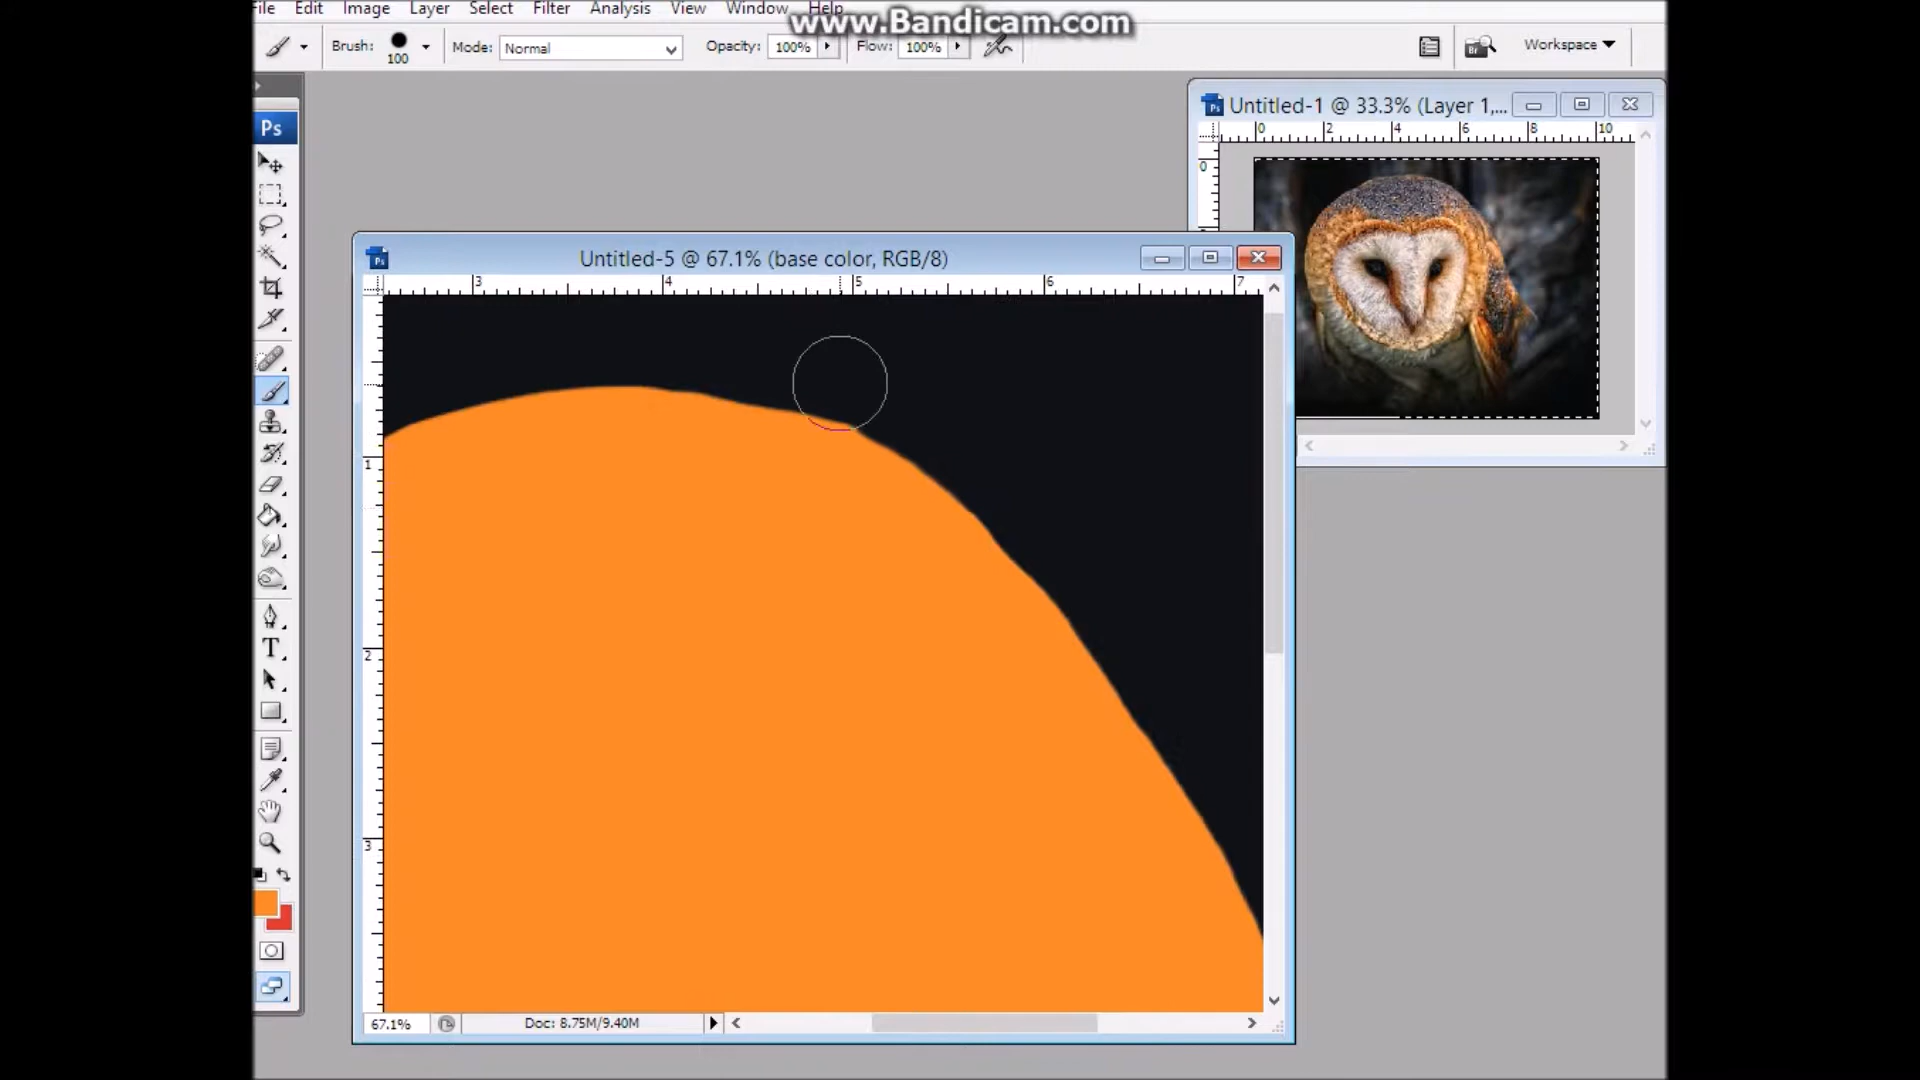 File Edit Image Layer Select Filter Analysis View Window Help
www.Bandicam.com
Brush: 100 Mode: Normal Opacity: 100% Flow: 100% Workspace
Ps
Untitled-1 @ 33.3% (Layer 1,...
0 2 4 6 8 10
0
Untitled-5 @ 67.1% (base color, RGB/8)
3 4 5 6 7
1
2
3
T
67.1% Doc: 8.75M/9.40M